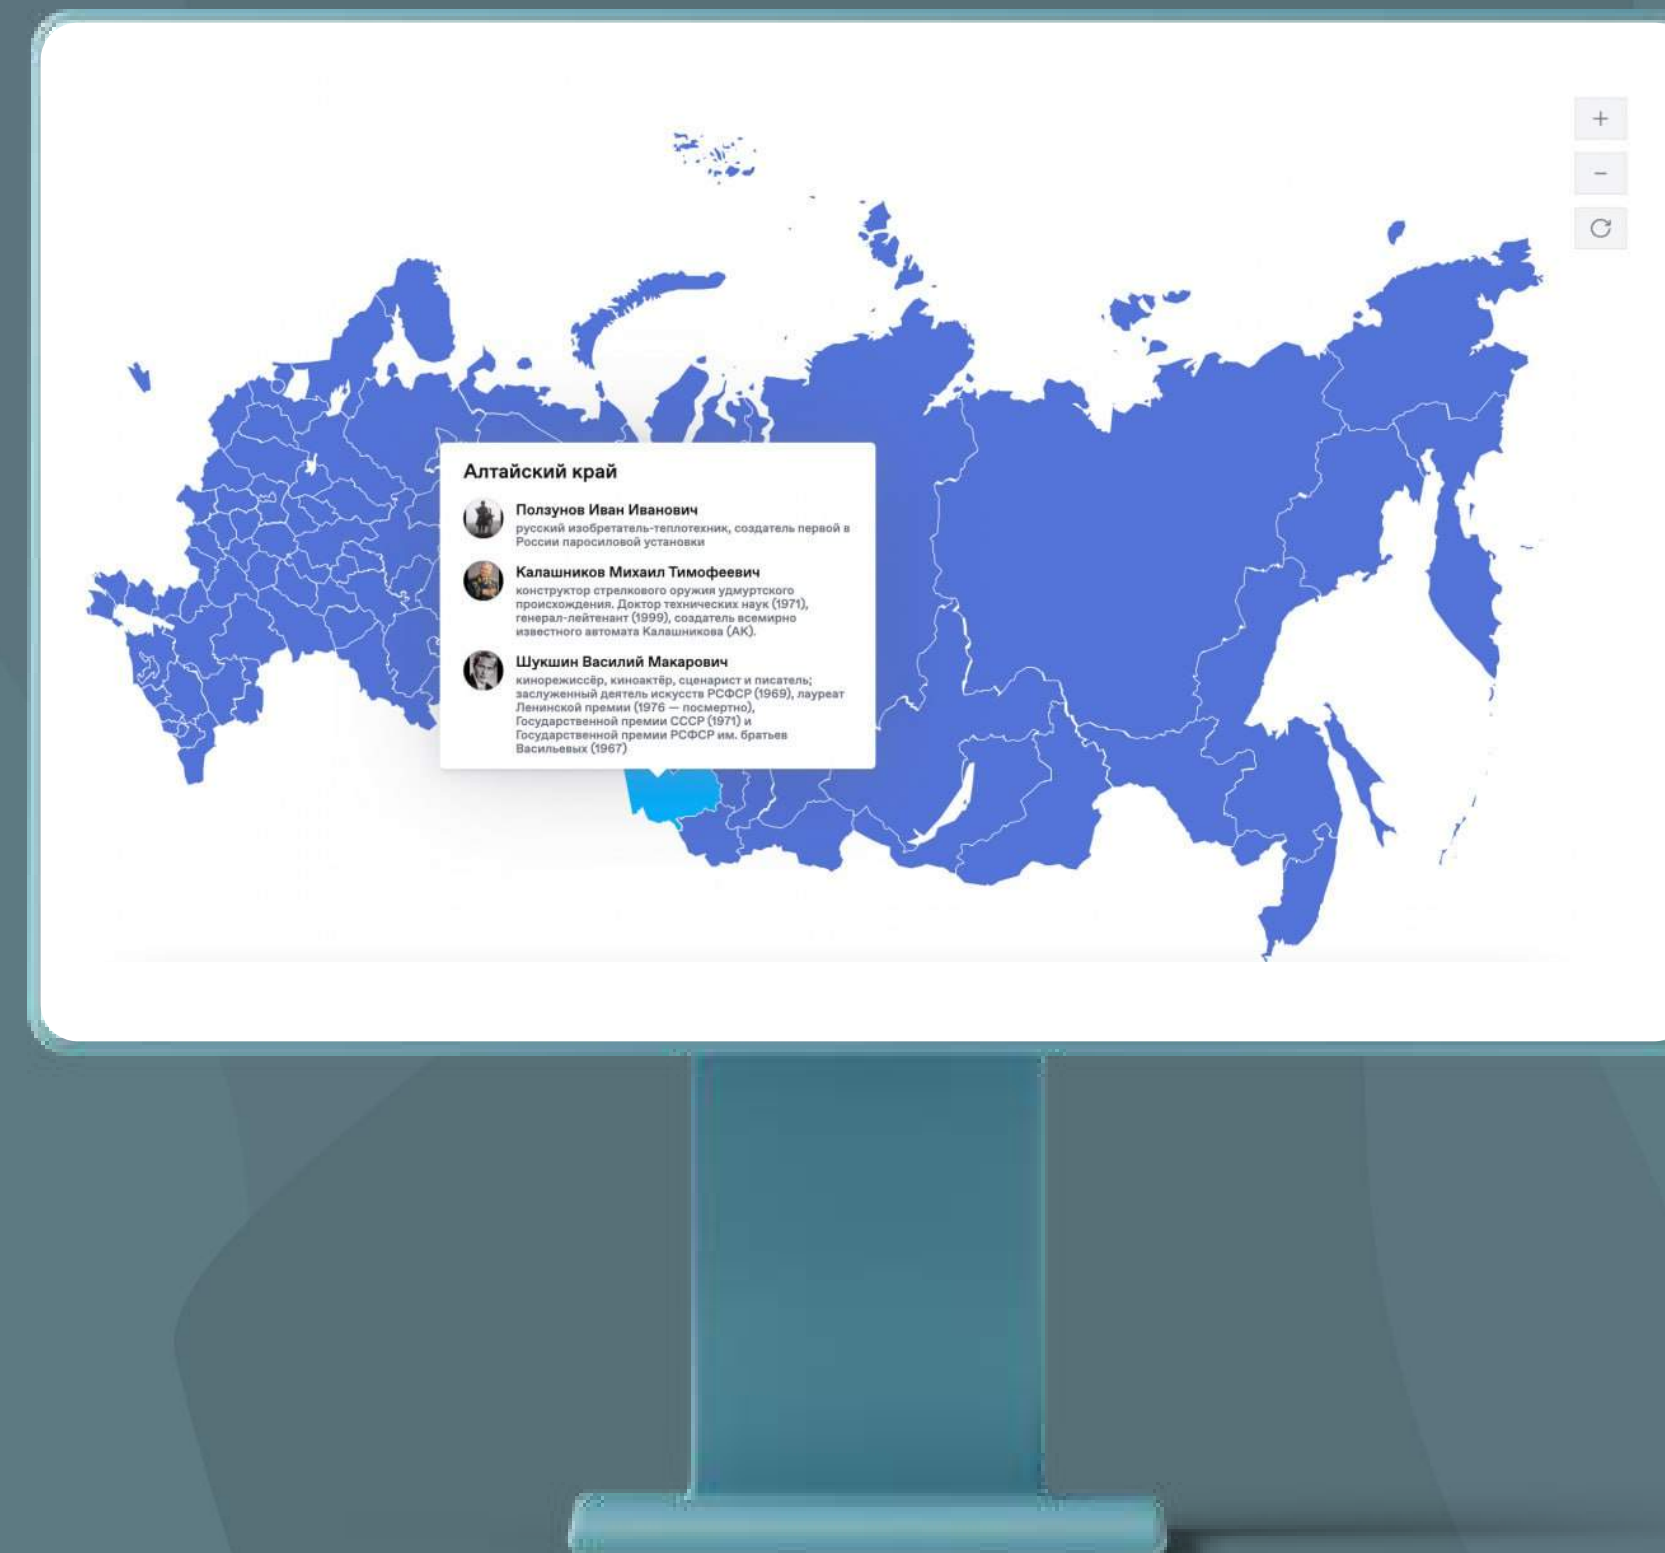 Алтайский край
Ползунов Иван Иванович
русский изобретатель-теплотехник, создатель первой в
России паросиловой установки
Калашников Михаил Тимофеевич
конструктор стрелкового оружия удмуртского
происхождения. Доктор технических наук (1971),
генерал-лейтенант (1999), создатель всемирно
известного автомата Калашникова (АК).
Шукшин Василий Макарович
кинорежиссёр, киноактёр, сценарист и писатель;
заслуженный деятель искусств РСФСР (1969), лауреат
Ленинской премии (1976 — посмертно),
Государственной премии СССР (1971) и
Государственной премии РСФСР им. братьев
Васильевых (1967)